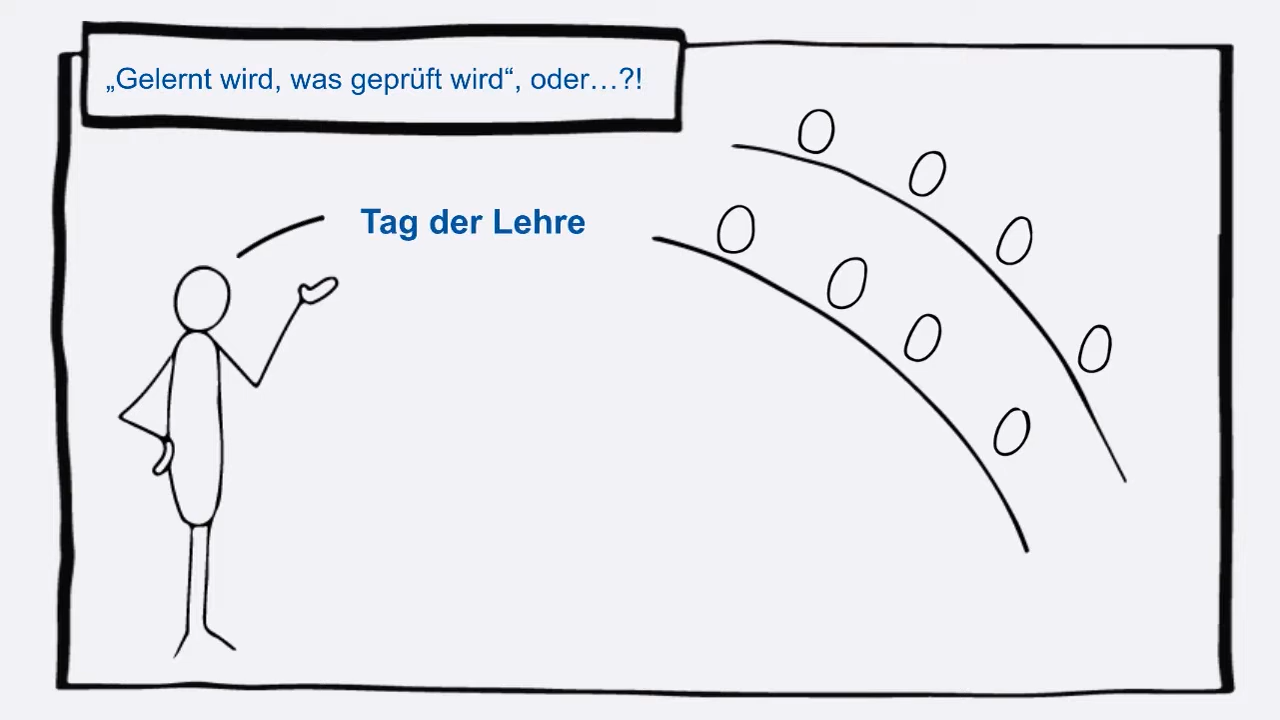 „Gelernt wird, was geprüft wird“, oder…?!
Tag der Lehre